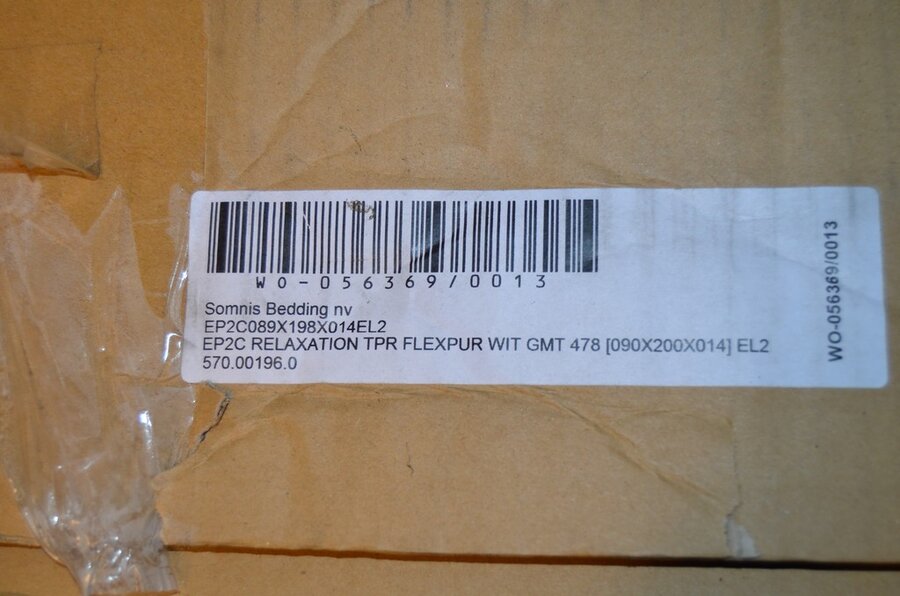 WO-056369/0013
Somnis Bedding nv
EP2C089X198X014EL2
EP2C RELAXATION TPR FLEXPUR WIT GMT 478 [090X200X014] EL2
570.00196.0
WO-056369/0013